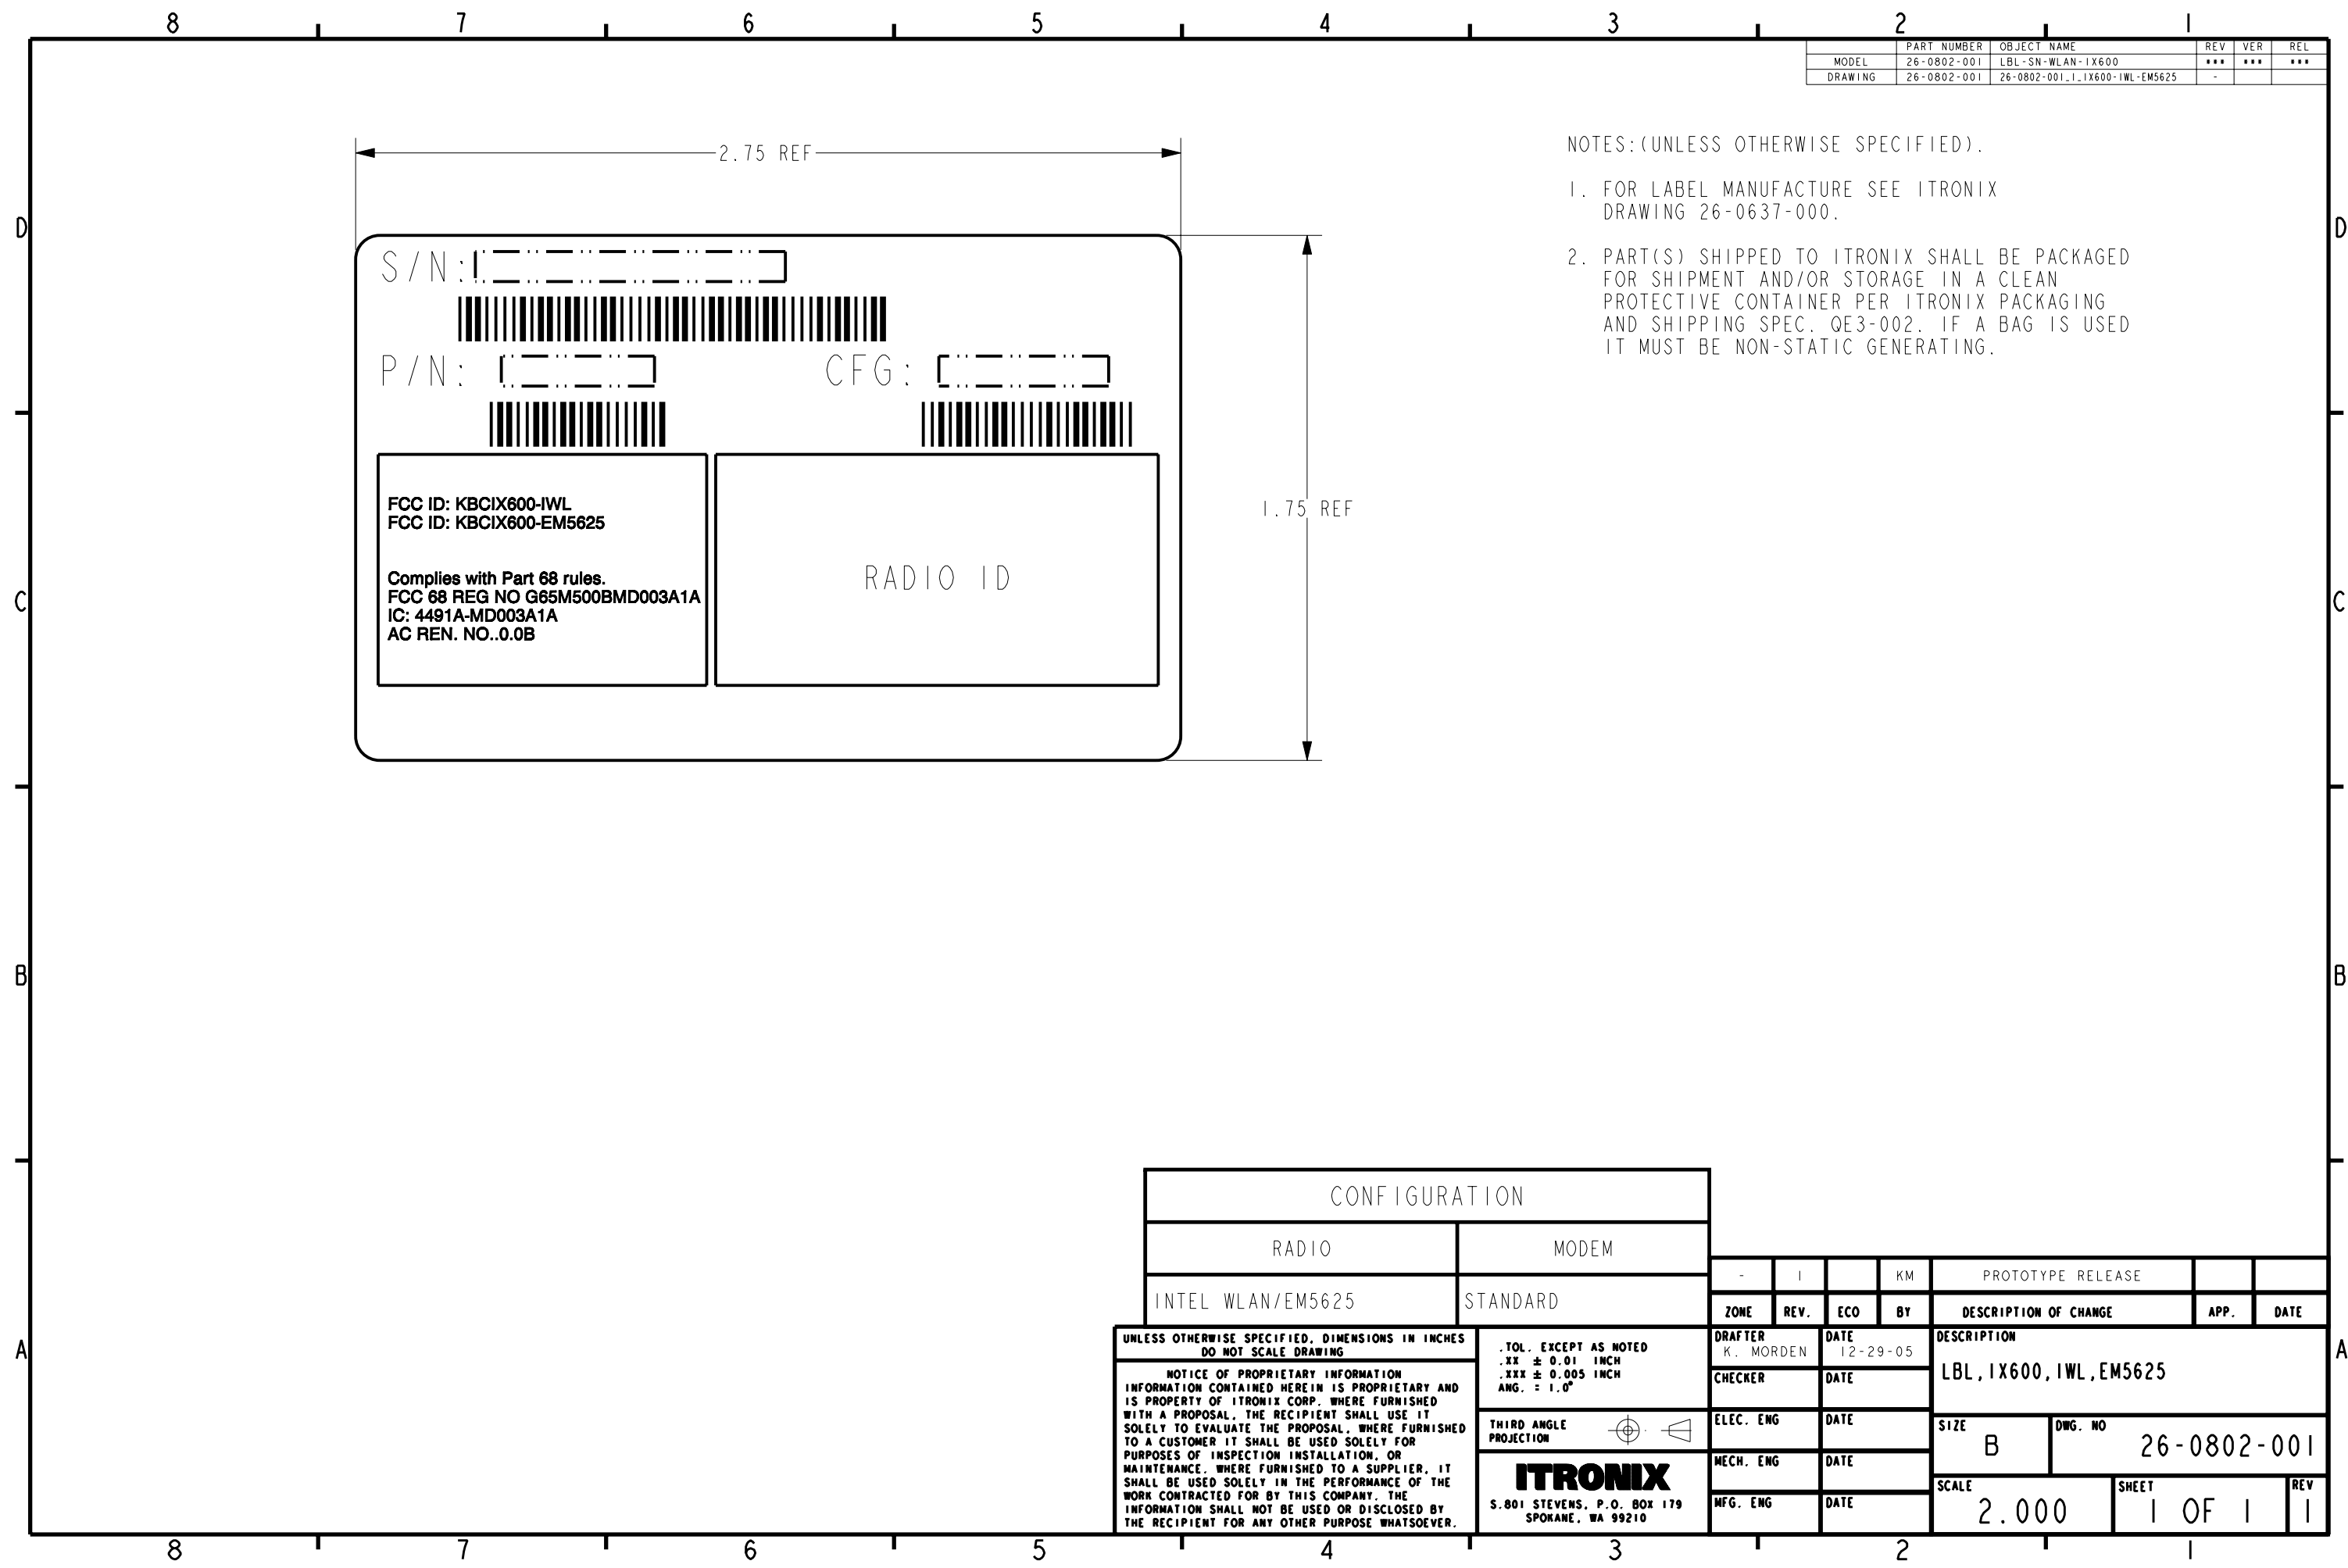 8 7 6 5 4 3 2 1
PART NUMBER OBJECT NAME REV VER REL
MODEL 26-0802-001 LBL-SN-WLAN-IX600 *** *** ***
DRAWING 26-0802-001 26-0802-001_1_IX600-IWL-EM5625 -
2.75 REF
NOTES:(UNLESS OTHERWISE SPECIFIED).
1. FOR LABEL MANUFACTURE SEE ITRONIX
DRAWING 26-0637-000.
2. PART(S) SHIPPED TO ITRONIX SHALL BE PACKAGED
FOR SHIPMENT AND/OR STORAGE IN A CLEAN
PROTECTIVE CONTAINER PER ITRONIX PACKAGING
AND SHIPPING SPEC. QE3-002. IF A BAG IS USED
IT MUST BE NON-STATIC GENERATING.
D D
S/N:
P/N: CFG:
FCC ID: KBCIX600-IWL
FCC ID: KBCIX600-EM5625
Complies with Part 68 rules.
FCC 68 REG NO G65M500BMD003A1A
IC: 4491A-MD003A1A
AC REN. NO..0.0B
RADIO ID
1.75 REF
C C
B B
CONFIGURATION
RADIO MODEM
INTEL WLAN/EM5625 STANDARD
- 1 KM PROTOTYPE RELEASE
ZONE REV. ECO BY DESCRIPTION OF CHANGE APP. DATE
A A
UNLESS OTHERWISE SPECIFIED, DIMENSIONS IN INCHES
DO NOT SCALE DRAWING
NOTICE OF PROPRIETARY INFORMATION
INFORMATION CONTAINED HEREIN IS PROPRIETARY AND
IS PROPERTY OF ITRONIX CORP. WHERE FURNISHED
WITH A PROPOSAL, THE RECIPIENT SHALL USE IT
SOLELY TO EVALUATE THE PROPOSAL, WHERE FURNISHED
TO A CUSTOMER IT SHALL BE USED SOLELY FOR
PURPOSES OF INSPECTION INSTALLATION, OR
MAINTENANCE. WHERE FURNISHED TO A SUPPLIER, IT
SHALL BE USED SOLELY IN THE PERFORMANCE OF THE
WORK CONTRACTED FOR BY THIS COMPANY. THE
INFORMATION SHALL NOT BE USED OR DISCLOSED BY
THE RECIPIENT FOR ANY OTHER PURPOSE WHATSOEVER.
.TOL. EXCEPT AS NOTED
.XX ± 0.01 INCH
.XXX ± 0.005 INCH
ANG. = 1.0°
THIRD ANGLE
PROJECTION
ITRONIX
S.801 STEVENS, P.O. BOX 179
SPOKANE, WA 99210
DRAFTER DATE
K. MORDEN 12-29-05
CHECKER DATE
ELEC. ENG DATE
MECH. ENG DATE
MFG. ENG DATE
DESCRIPTION
LBL,IX600,IWL,EM5625
SIZE DWG. NO
B 26-0802-001
SCALE SHEET REV
2.000 1 OF 1 1
8 7 6 5 4 3 2 1